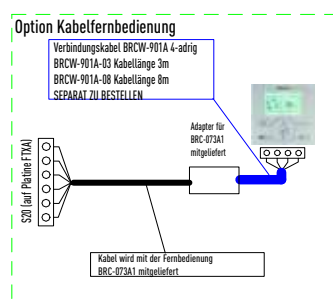 Option Kabelfernbedienung
Verbindungskabel BRCW-901A 4-adrig
BRCW-901A-03 Kabellänge 3m
BRCW-901A-08 Kabellänge 8m
SEPARAT ZU BESTELLEN
Adapter für
BRC-073A1
mitgeliefert
S20 (auf Platine FTXA)
Kabel wird mit der Fernbedienung
BRC-073A1 mitgeliefert